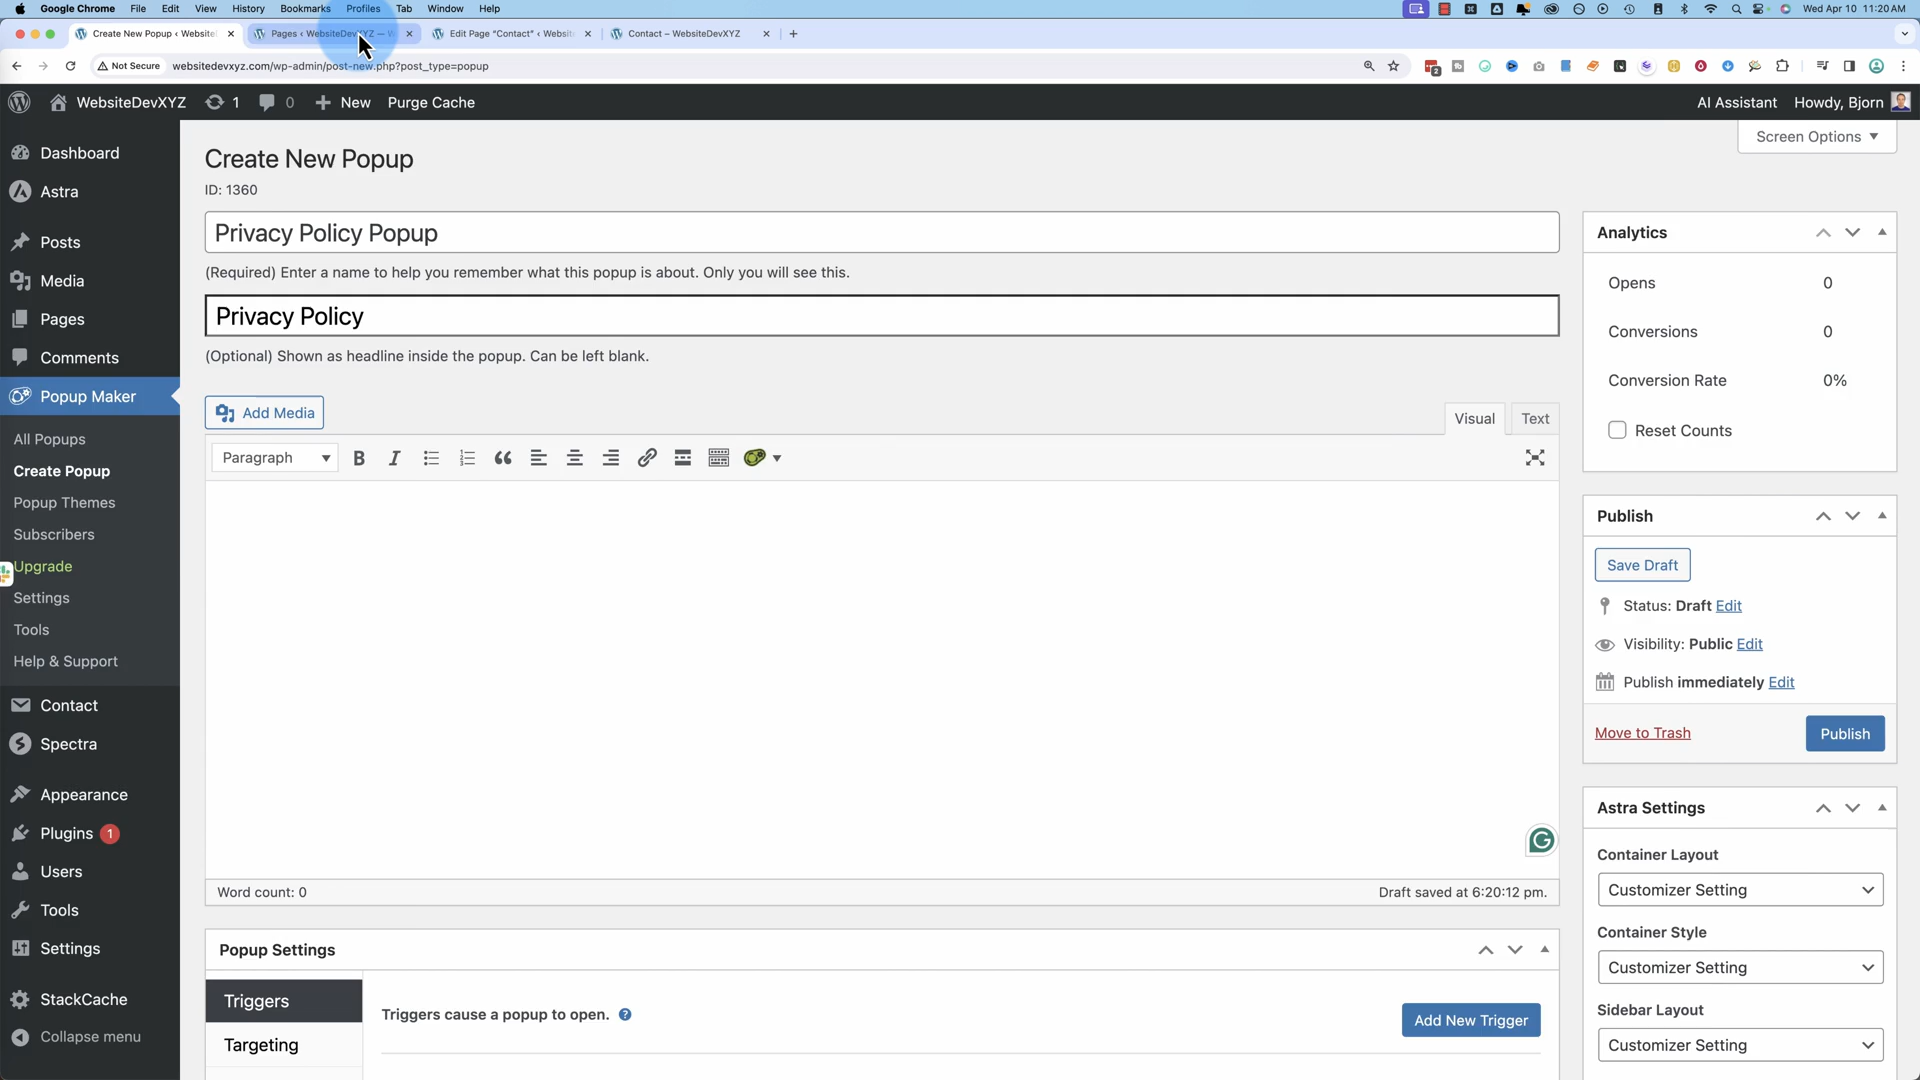 Google Chrome File Edit View History Bookmarks Profiles Tab Window Help Wed Apr 10 11:20 AM
Create New Popup ‹ Website Pages ‹ WebsiteDevXYZ — W Edit Page “Contact” ‹ Website Contact – WebsiteDevXYZ
Not Secure websitedevxyz.com/wp-admin/post-new.php?post_type=popup
WebsiteDevXYZ 1 0 New Purge Cache AI Assistant Howdy, Bjorn
Screen Options
Dashboard
Astra
Posts
Media
Pages
Comments
Popup Maker
All Popups
Create Popup
Popup Themes
Subscribers
Upgrade
Settings
Tools
Help & Support
Contact
Spectra
Appearance
Plugins 1
Users
Tools
Settings
StackCache
Collapse menu
Create New Popup
ID: 1360
Privacy Policy Popup
(Required) Enter a name to help you remember what this popup is about. Only you will see this.
Privacy Policy
(Optional) Shown as headline inside the popup. Can be left blank.
Add Media
Visual Text
Paragraph
Word count: 0 Draft saved at 6:20:12 pm.
Popup Settings
Triggers
Targeting
Triggers cause a popup to open.
Add New Trigger
Analytics
Opens 0
Conversions 0
Conversion Rate 0%
Reset Counts
Publish
Save Draft
Status: Draft Edit
Visibility: Public Edit
Publish immediately Edit
Move to Trash Publish
Astra Settings
Container Layout
Customizer Setting
Container Style
Customizer Setting
Sidebar Layout
Customizer Setting